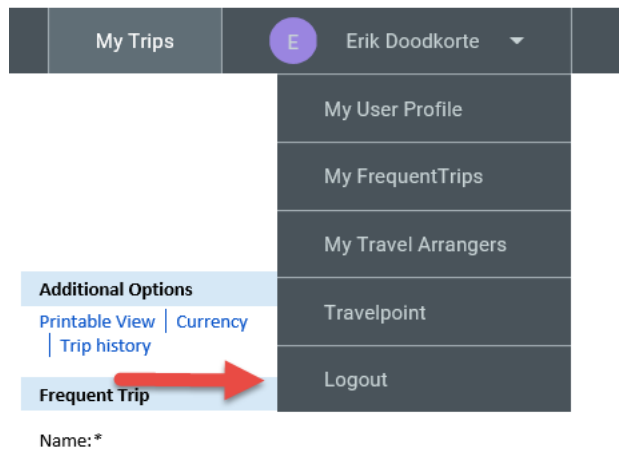 My Trips
E
Erik Doodkorte
My User Profile
My FrequentTrips
My Travel Arrangers
Travelpoint
Logout
Additional Options
Printable View | Currency
| Trip history
Frequent Trip
Name:*